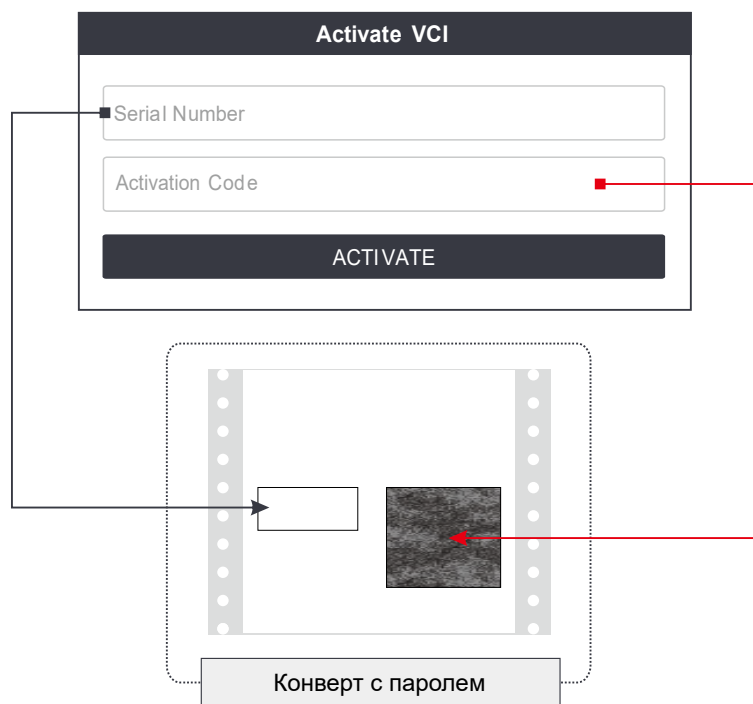 Activate VCI
Serial Number
Activation Code
ACTIVATE
Конверт с паролем